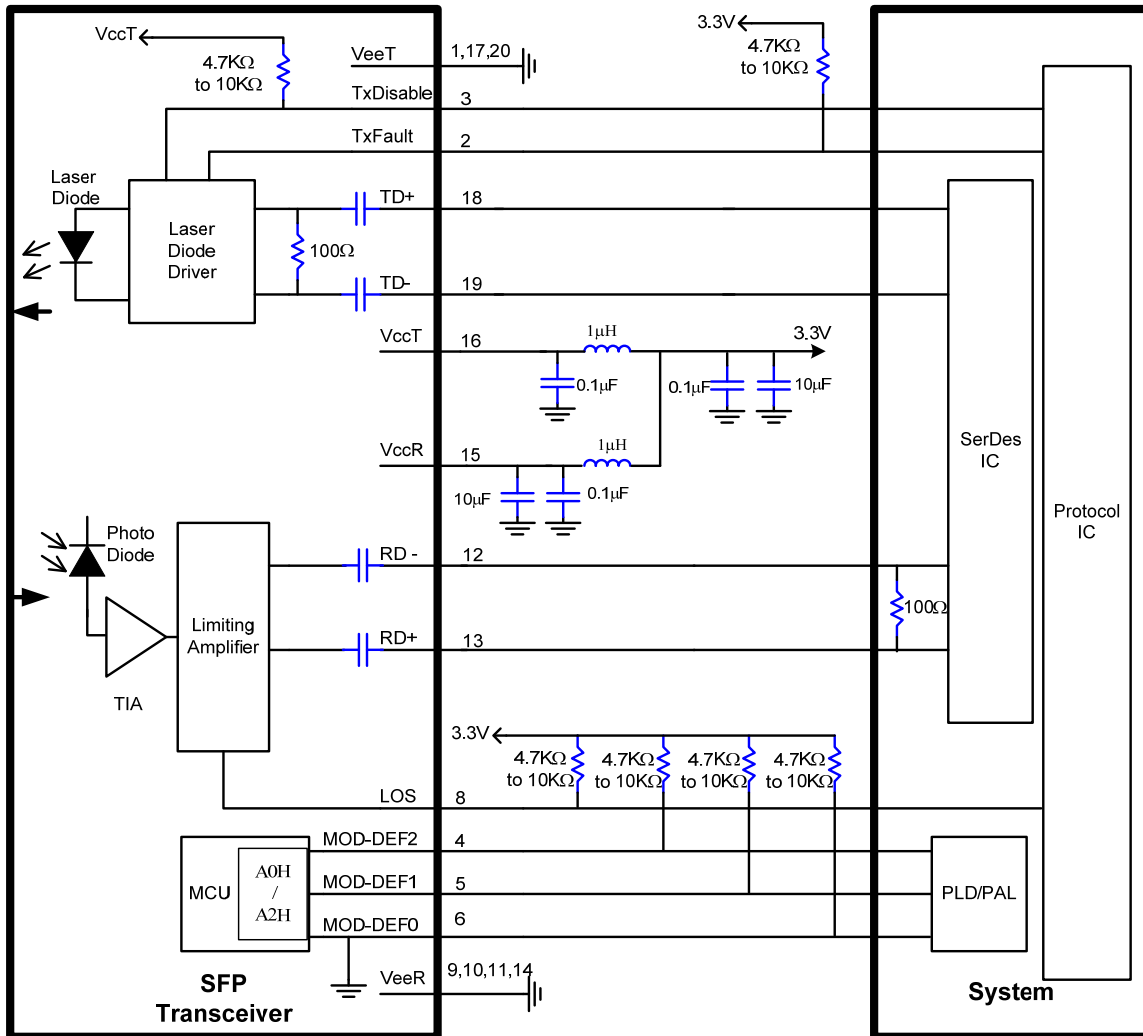 VccT
4.7KΩ
to 10KΩ
VeeT
1,17,20
3.3V
4.7KΩ
to 10KΩ
TxDisable
3
TxFault
2
Laser
Diode
Laser
Diode
Driver
100Ω
TD+
18
TD-
19
VccT
16
1µH
3.3V
0.1µF
0.1µF
10µF
VccR
15
1µH
10µF
0.1µF
SerDes
IC
Protocol
IC
Photo
Diode
TIA
Limiting
Amplifier
RD -
12
RD+
13
100Ω
3.3V
4.7KΩ
to 10KΩ
4.7KΩ
to 10KΩ
4.7KΩ
to 10KΩ
4.7KΩ
to 10KΩ
LOS
8
MCU
A0H
/
A2H
MOD-DEF2
4
MOD-DEF1
5
MOD-DEF0
6
PLD/PAL
VeeR
9,10,11,14
SFP
Transceiver
System